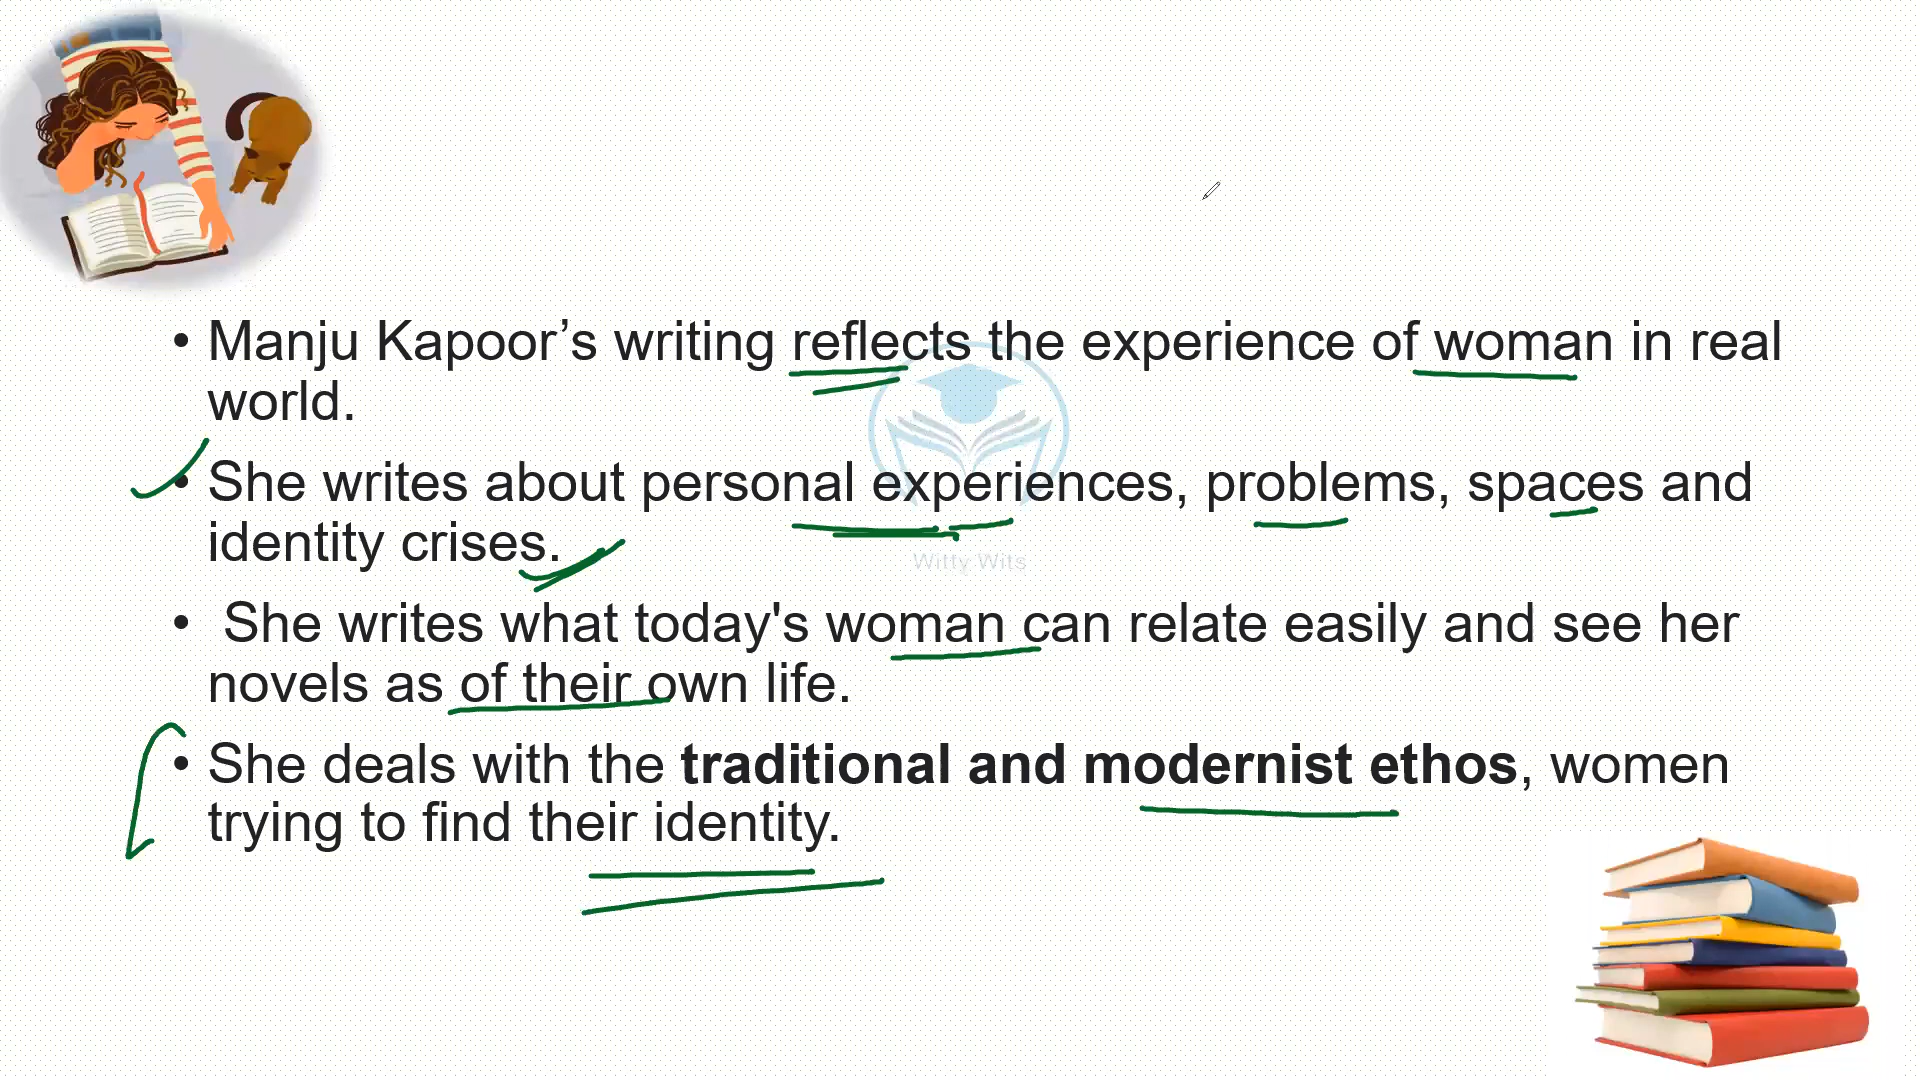 • Manju Kapoor’s writing reflects the experience of woman in real
world.
• She writes about personal experiences, problems, spaces and
identity crises.
Witty Wits
• She writes what today's woman can relate easily and see her
novels as of their own life.
• She deals with the traditional and modernist ethos, women
trying to find their identity.